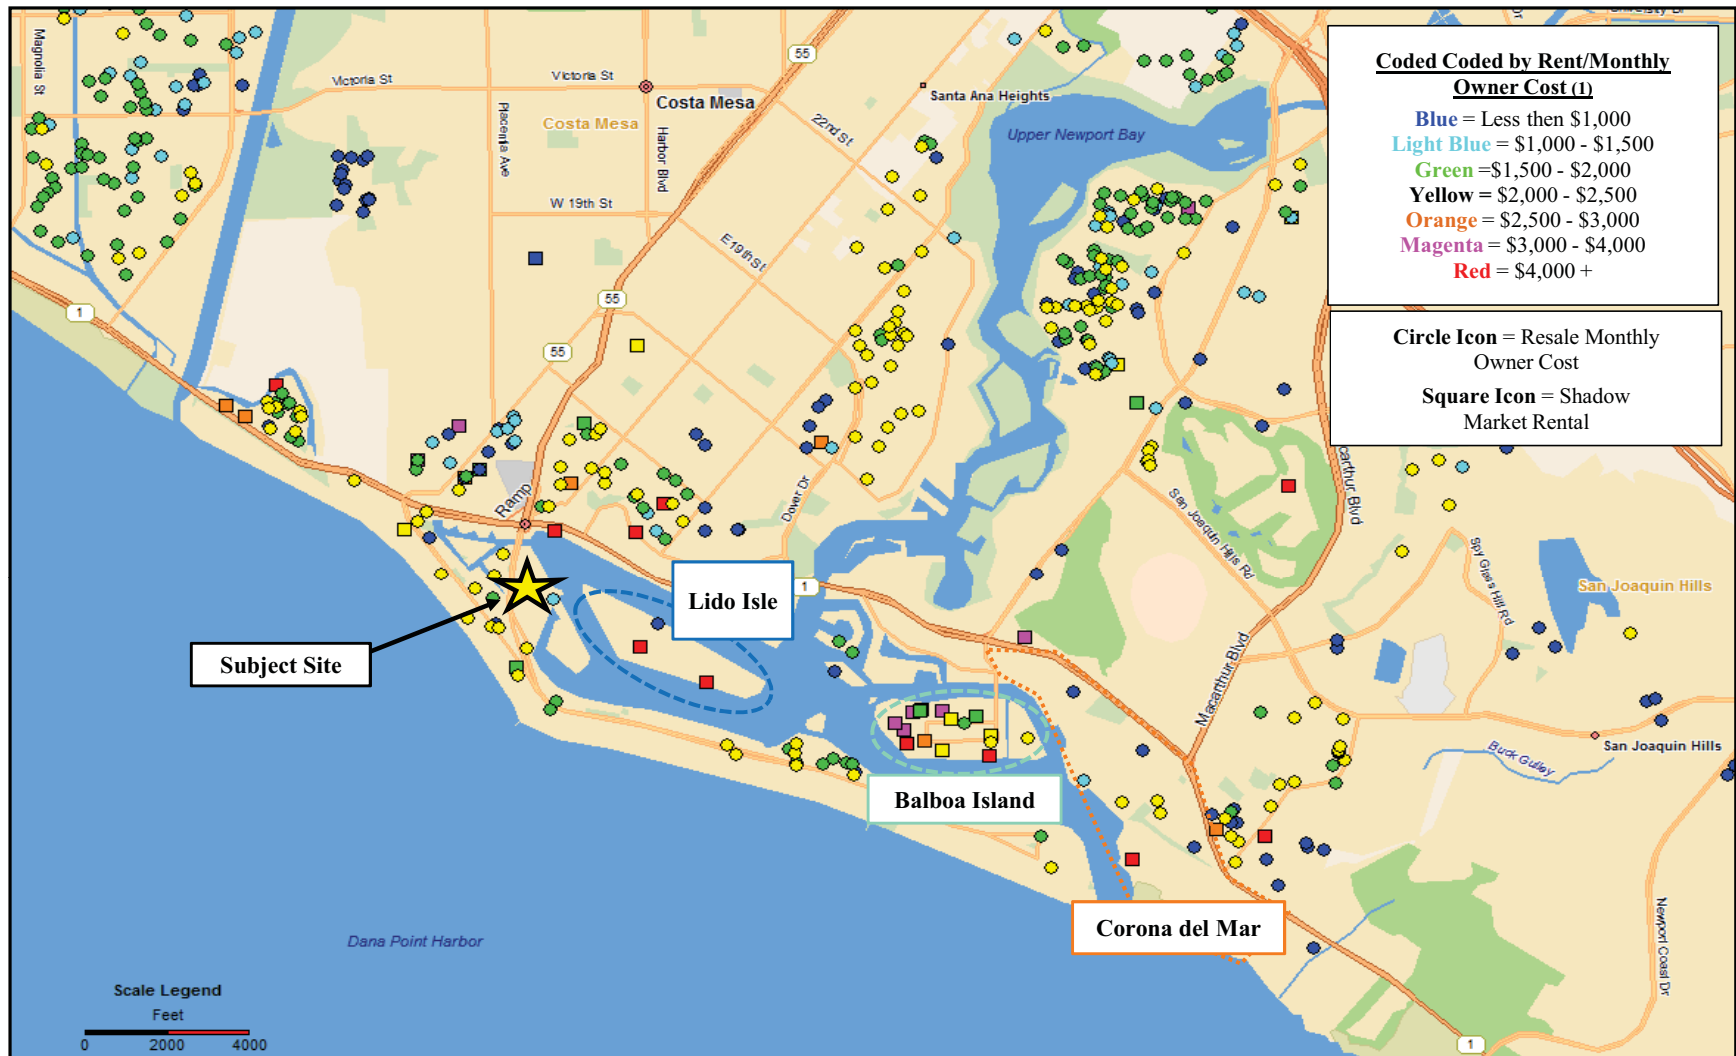 Coded Coded by Rent/Monthly
Owner Cost (1)
Blue = Less then $1,000
Light Blue = $1,000 - $1,500
Green =$1,500 - $2,000
Yellow = $2,000 - $2,500
Orange = $2,500 - $3,000
Magenta = $3,000 - $4,000
Red = $4,000 +
Circle Icon = Resale Monthly
Owner Cost
Square Icon = Shadow
Market Rental
Magnolia St
Victoria St
Victoria St
55
Costa Mesa
Costa Mesa
Placentia Ave
Harbor Blvd
22nd St
Santa Ana Heights
Upper Newport Bay
W 19th St
E 19th St
55
1
55
Ramp
Dover Dr
San Joaquin Hills Rd
Spy Glass Hill Rd
San Joaquin Hills
1
Lido Isle
Subject Site
Macarthur Blvd
San Joaquin Hills
Buck Gulley
Balboa Island
Corona del Mar
Newport Coast Dr
Dana Point Harbor
Scale Legend
Feet
0 2000 4000
1